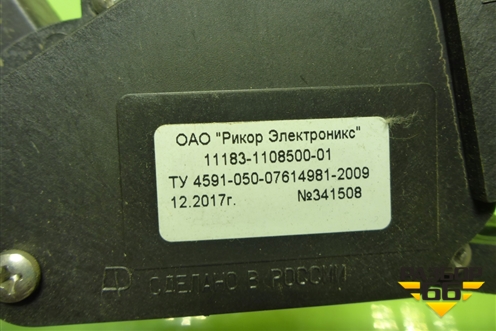 ОАО "Рикор Электроникс"
11183-1108500-01
ТУ 4591-050-07614981-2009
12.2017г. №341508
СДЕЛАНО В РОССИИ